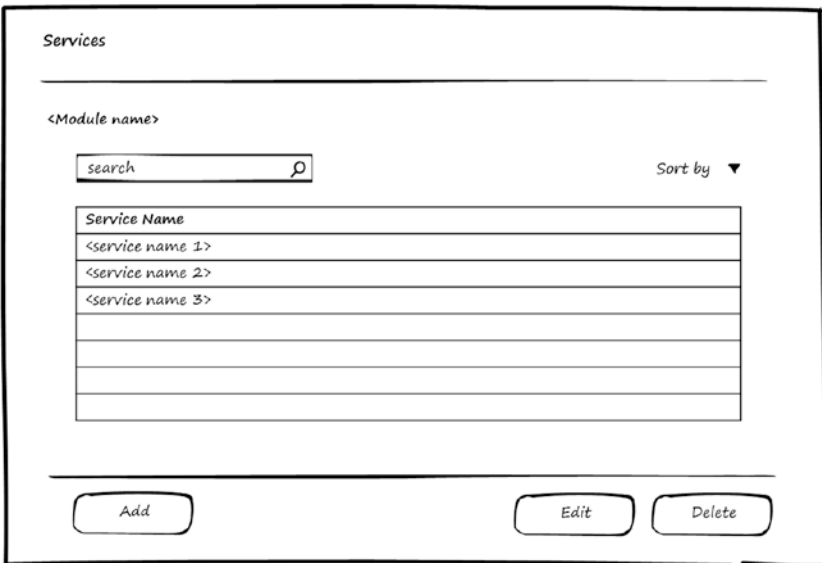 Services
<Module name>
search
Sort by
Service Name
<service name 1>
<service name 2>
<service name 3>
Add
Edit
Delete